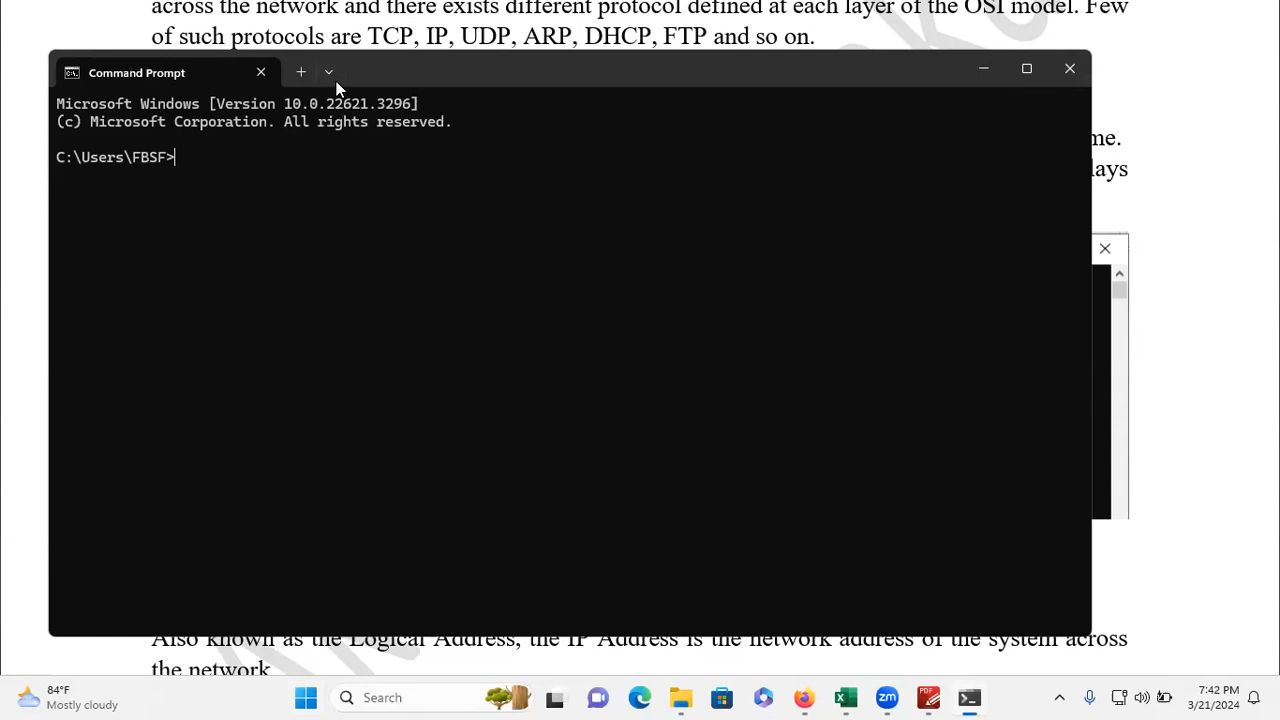 across the network and there exists different protocol defined at each layer of the OSI model. Few
of such protocols are TCP, IP, UDP, ARP, DHCP, FTP and so on.
Command Prompt
Microsoft Windows [Version 10.0.22621.3296]
(c) Microsoft Corporation. All rights reserved.
me.
C:\Users\FBSF>
lays
Also known as the Logical Address, the IP Address is the network address of the system across
the network
84°F
Mostly cloudy
Search
PDF
zm
7:42 PM
3/21/2024